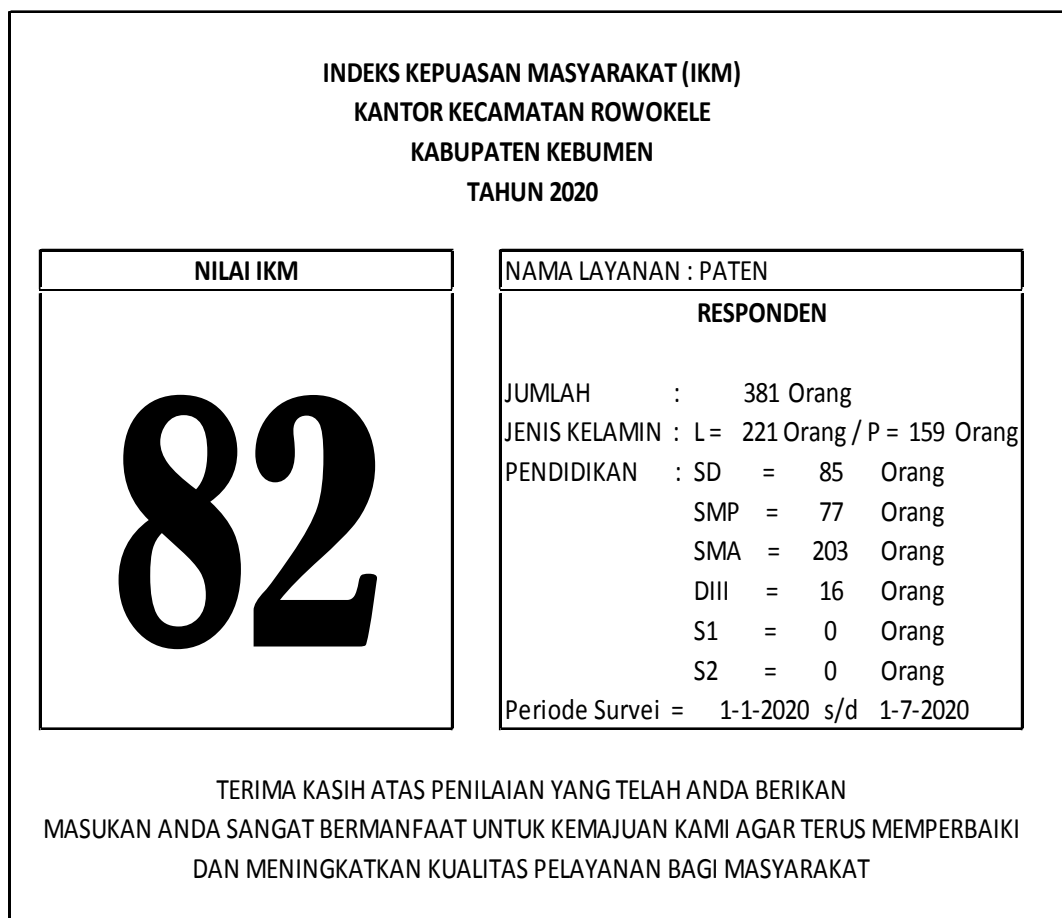 INDEKS KEPUASAN MASYARAKAT (IKM)
KANTOR KECAMATAN ROWOKELE
KABUPATEN KEBUMEN
TAHUN 2020
NILAI IKM
82
NAMA LAYANAN : PATEN
RESPONDEN
JUMLAH : 381 Orang
JENIS KELAMIN : L = 221 Orang / P = 159 Orang
PENDIDIKAN : SD = 85 Orang
SMP = 77 Orang
SMA = 203 Orang
DIII = 16 Orang
S1 = 0 Orang
S2 = 0 Orang
Periode Survei = 1-1-2020 s/d 1-7-2020
TERIMA KASIH ATAS PENILAIAN YANG TELAH ANDA BERIKAN
MASUKAN ANDA SANGAT BERMANFAAT UNTUK KEMAJUAN KAMI AGAR TERUS MEMPERBAIKI
DAN MENINGKATKAN KUALITAS PELAYANAN BAGI MASYARAKAT